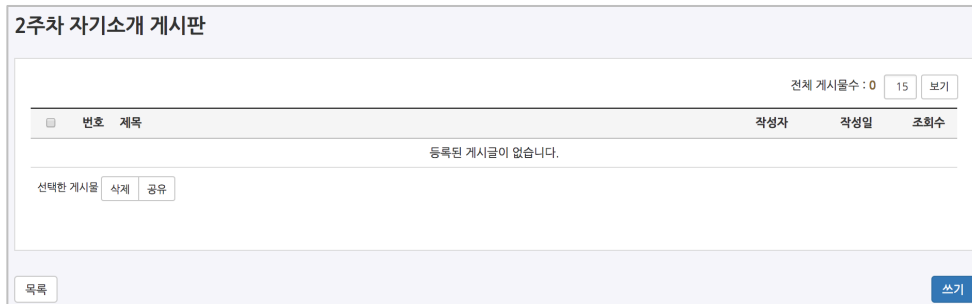 2주차 자기소개 게시판
전체 게시물수 : 0 15 보기
번호 제목 작성자 작성일 조회수
등록된 게시글이 없습니다.
선택한 게시물 삭제 공유
목록 쓰기